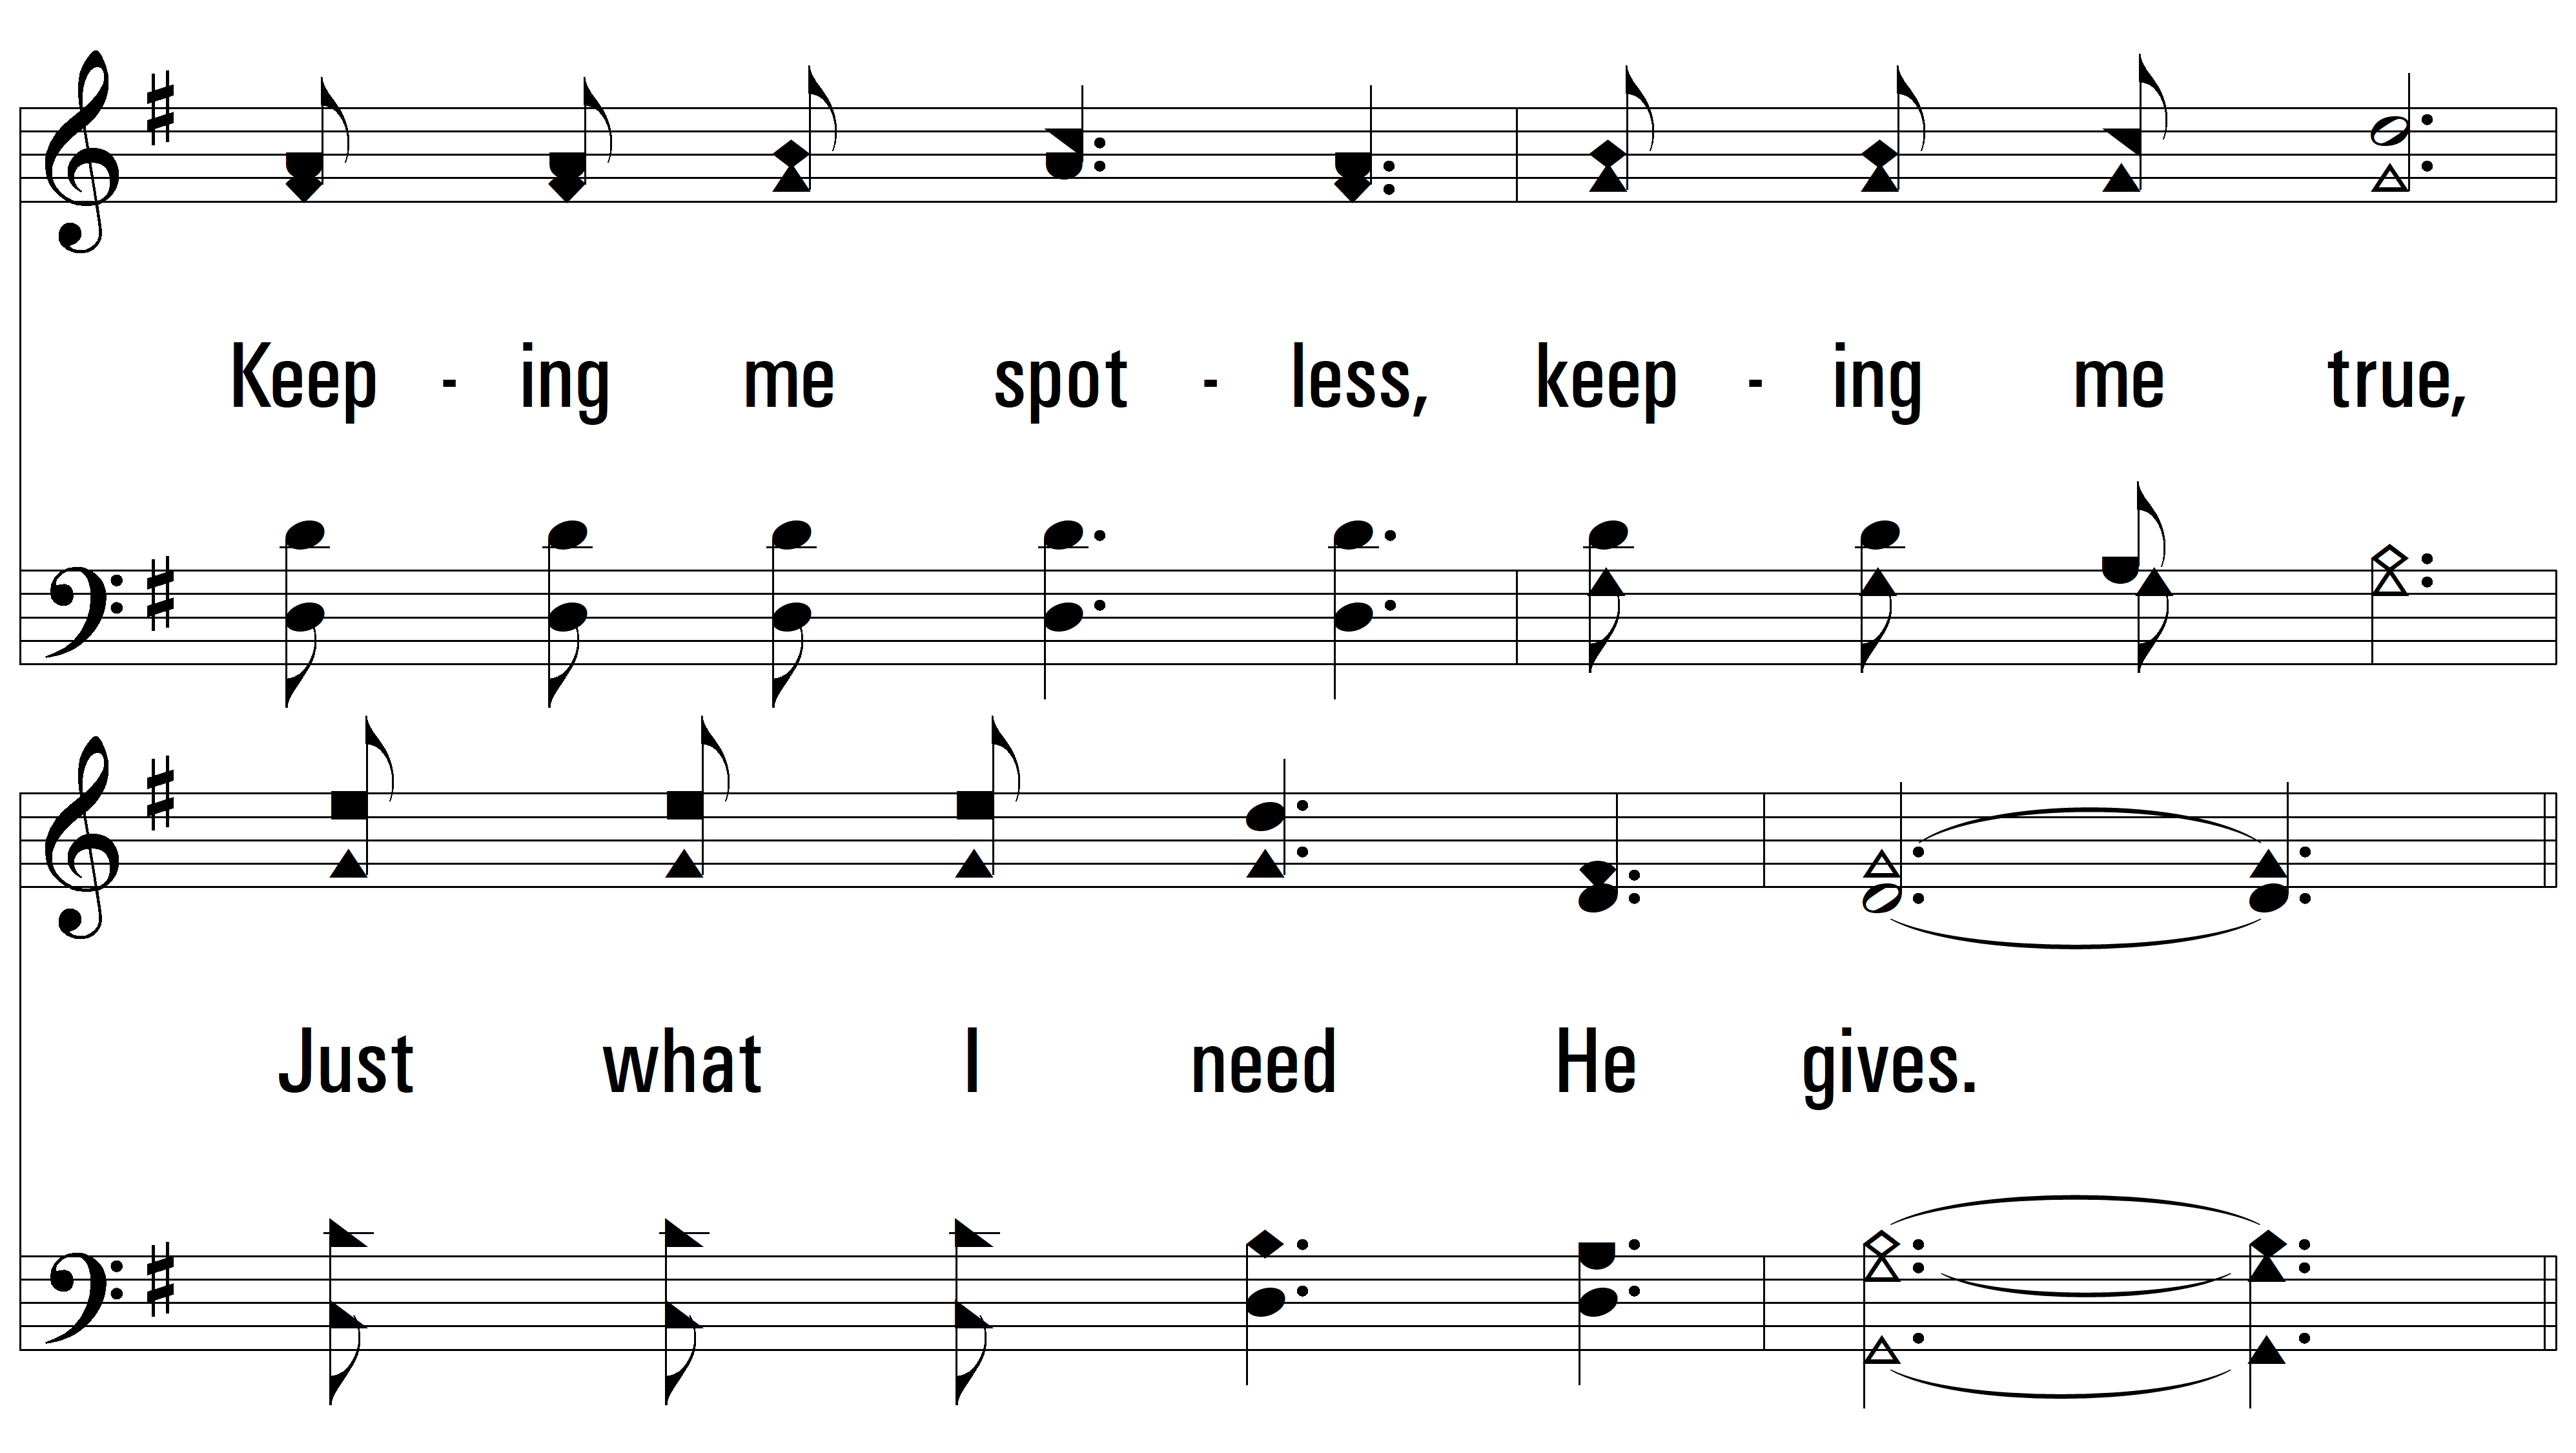 Keep - ing me spot - less, keep - ing me true,
Just what I need He gives.